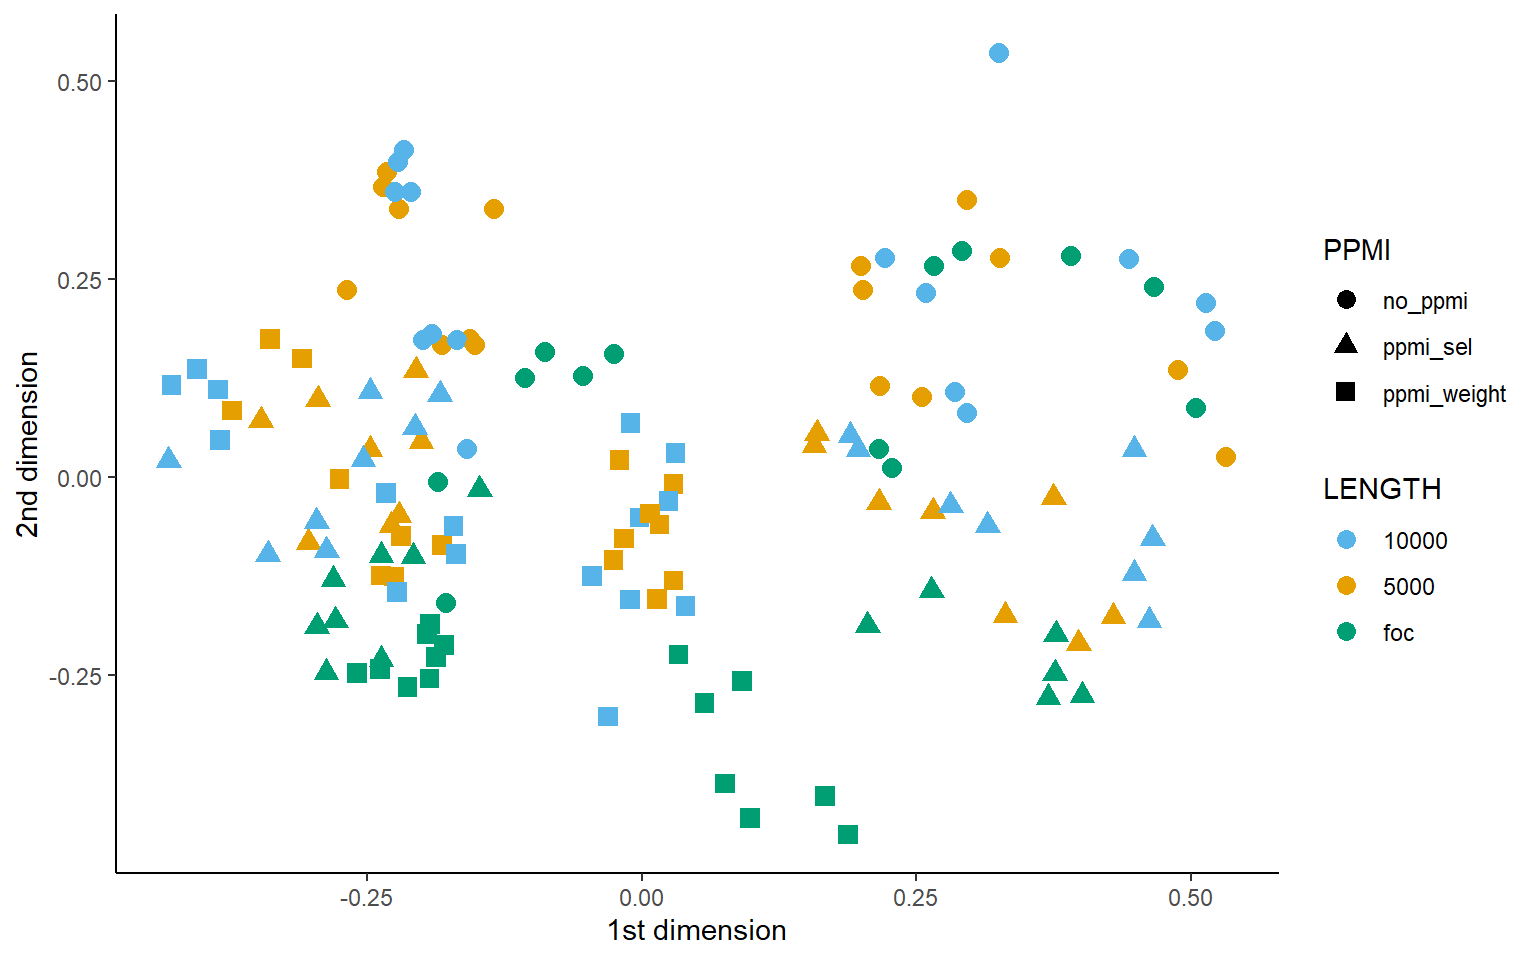 0.50
0.25
0.00
-0.25
2nd dimension
-0.25
0.00
0.25
0.50
1st dimension
PPMI
no_ppmi
ppmi_sel
ppmi_weight
LENGTH
10000
5000
foc